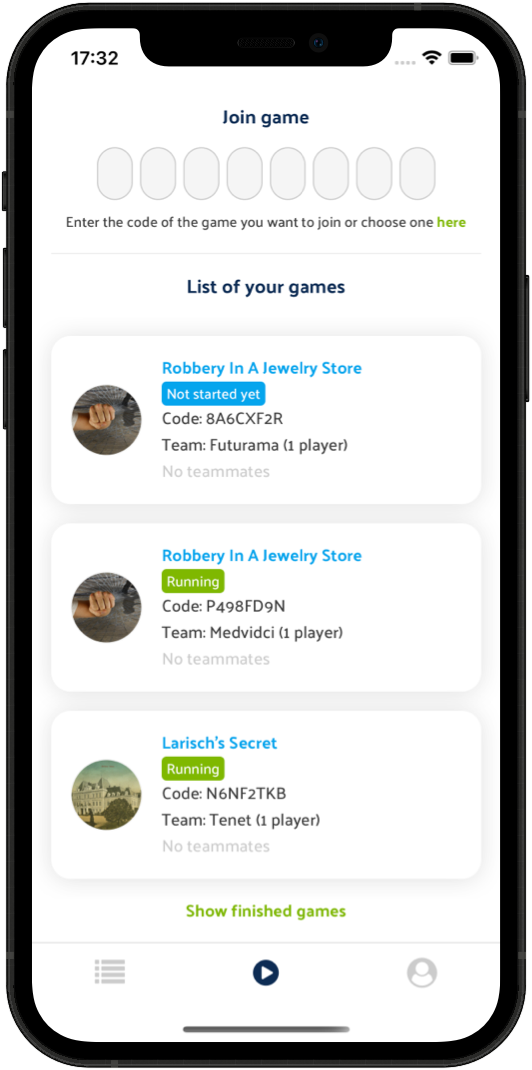 17:32
Join game
Enter the code of the game you want to join or choose one here
List of your games
Robbery In A Jewelry Store
Not started yet
Code: 8A6CXF2R
Team: Futurama (1 player)
No teammates
Robbery In A Jewelry Store
Running
Code: P498FD9N
Team: Medvidci (1 player)
No teammates
Larisch's Secret
Running
Code: N6NF2TKB
Team: Tenet (1 player)
No teammates
Show finished games